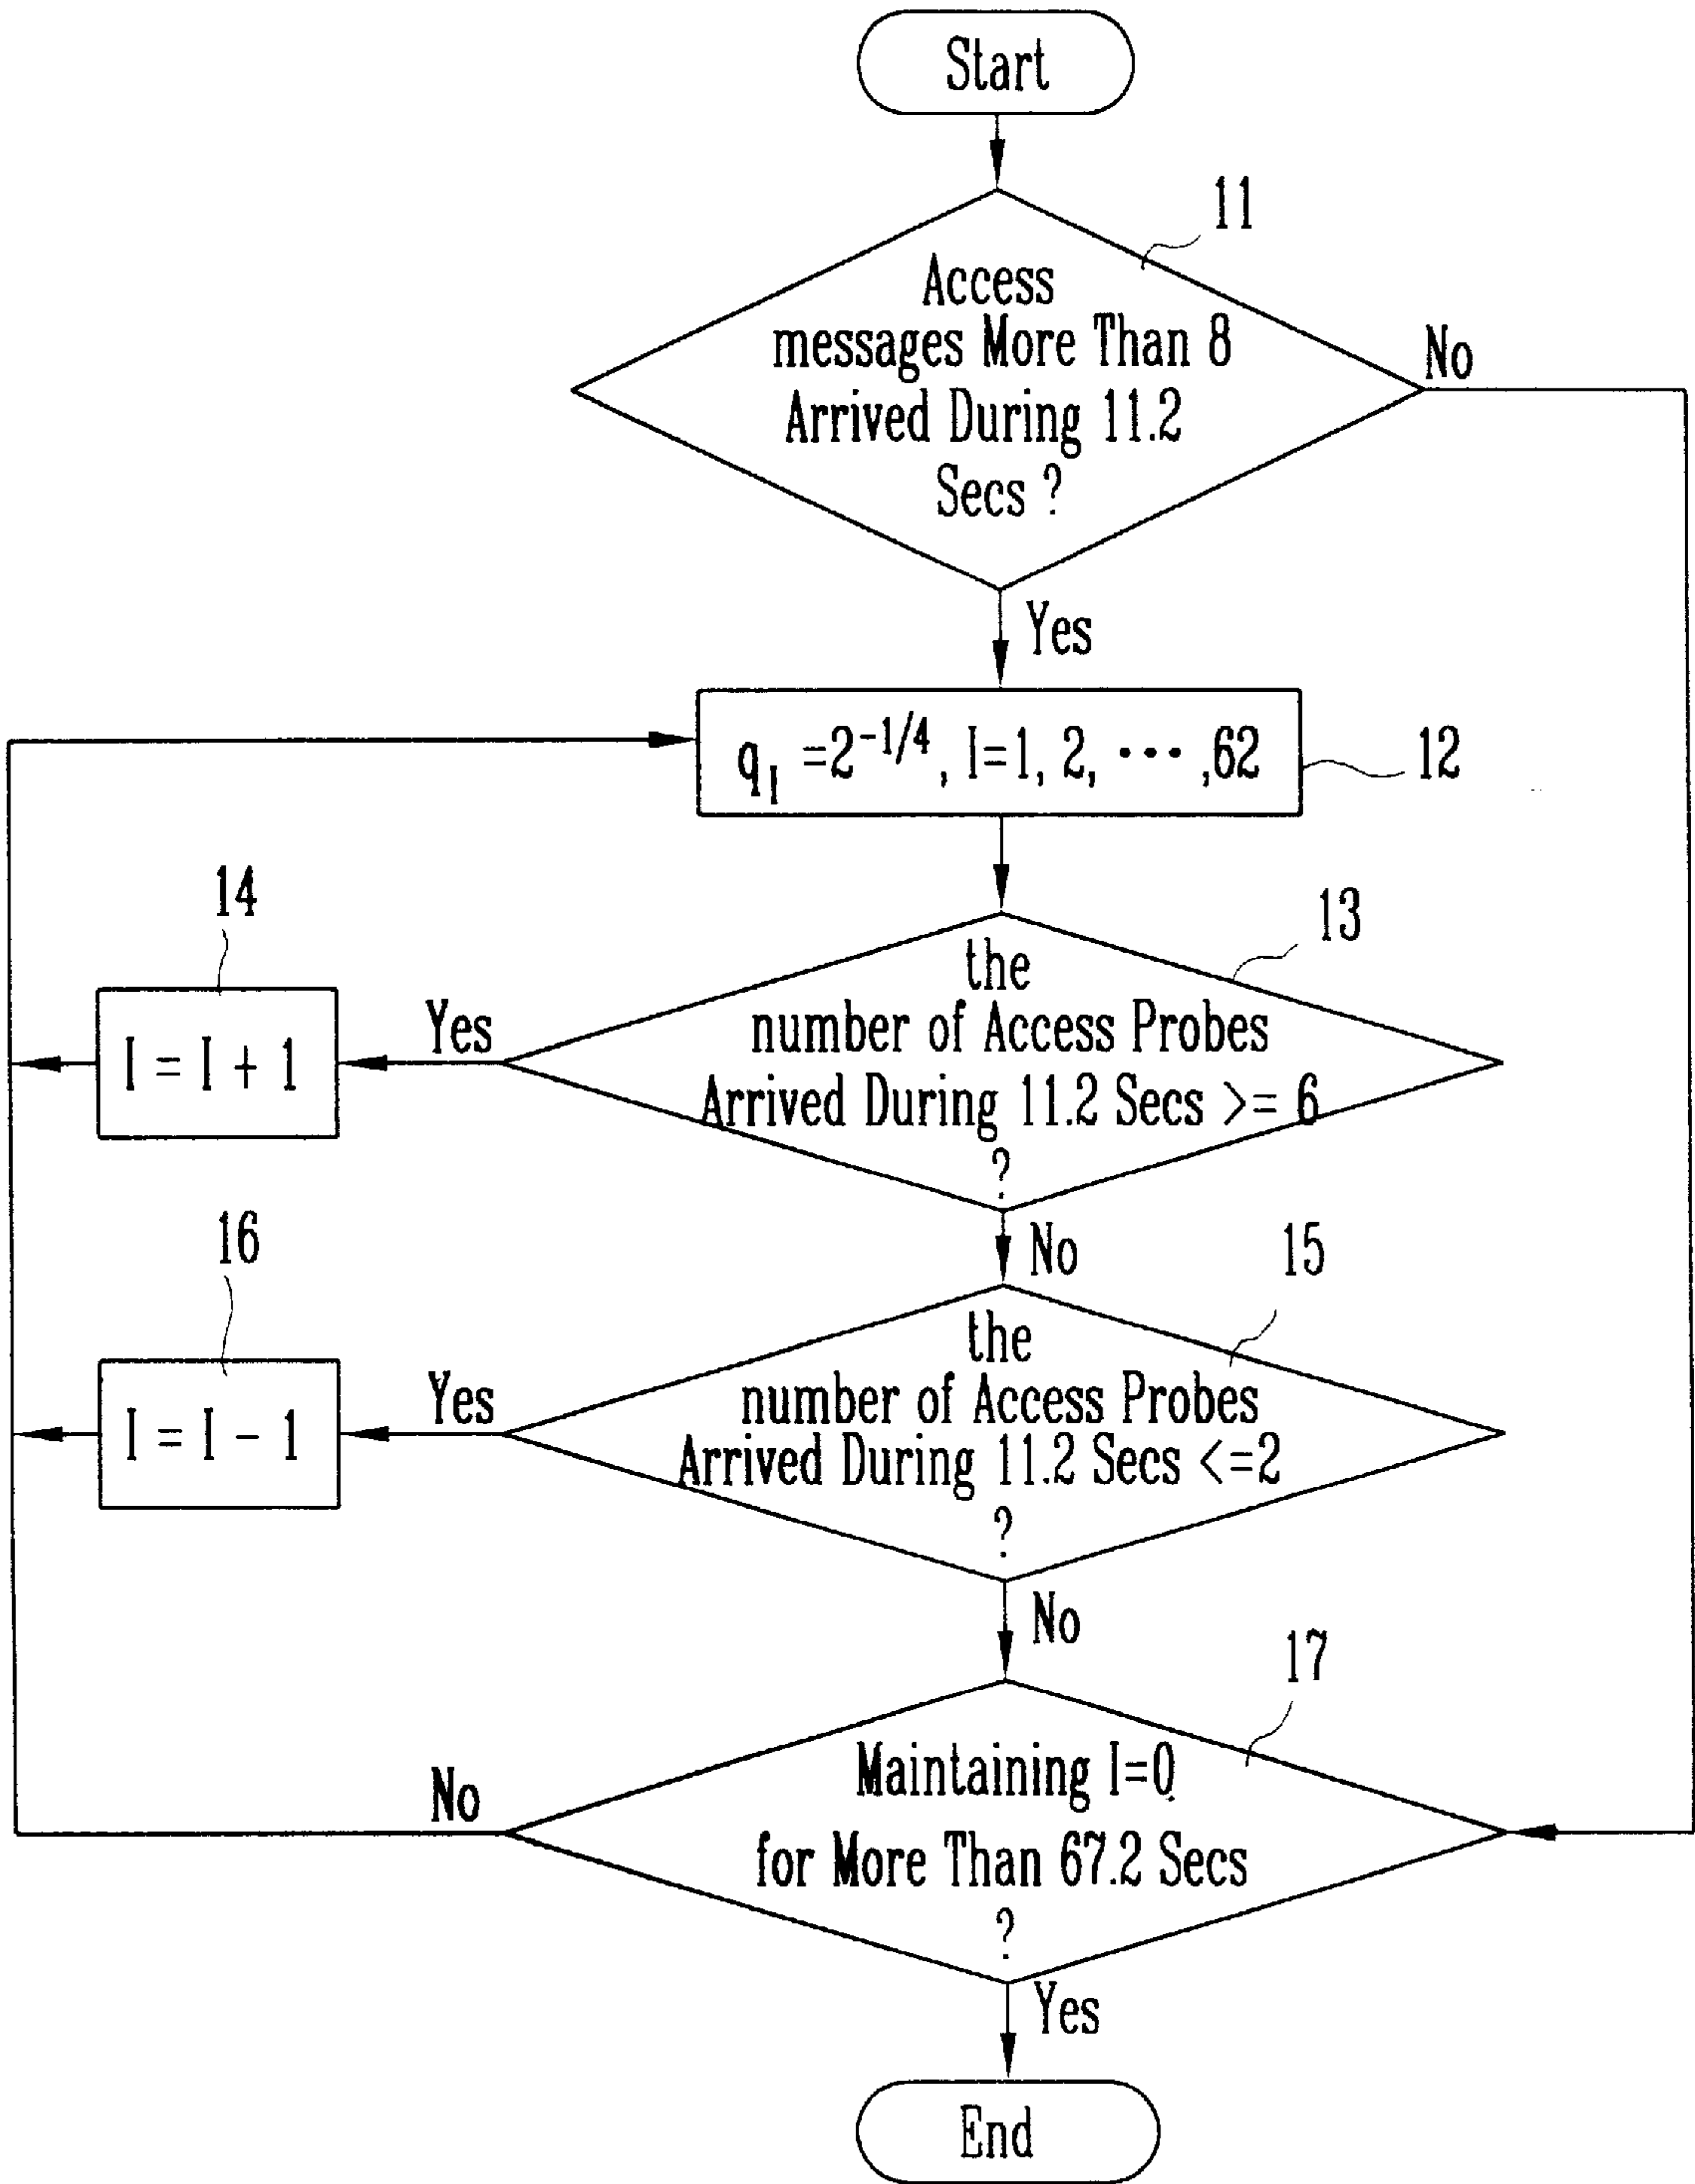 Start
11
Access
messages More Than 8
Arrived During 11.2
Secs ?
No
Yes
q_I =2^{-1/4}, I=1, 2, ··· ,62
12
14
13
the
number of Access Probes
Arrived During 11.2 Secs >= 6
?
Yes
I = I + 1
No
16
15
the
number of Access Probes
Arrived During 11.2 Secs <=2
?
Yes
I = I - 1
No
17
Maintaining I=0
for More Than 67.2 Secs
?
No
Yes
End